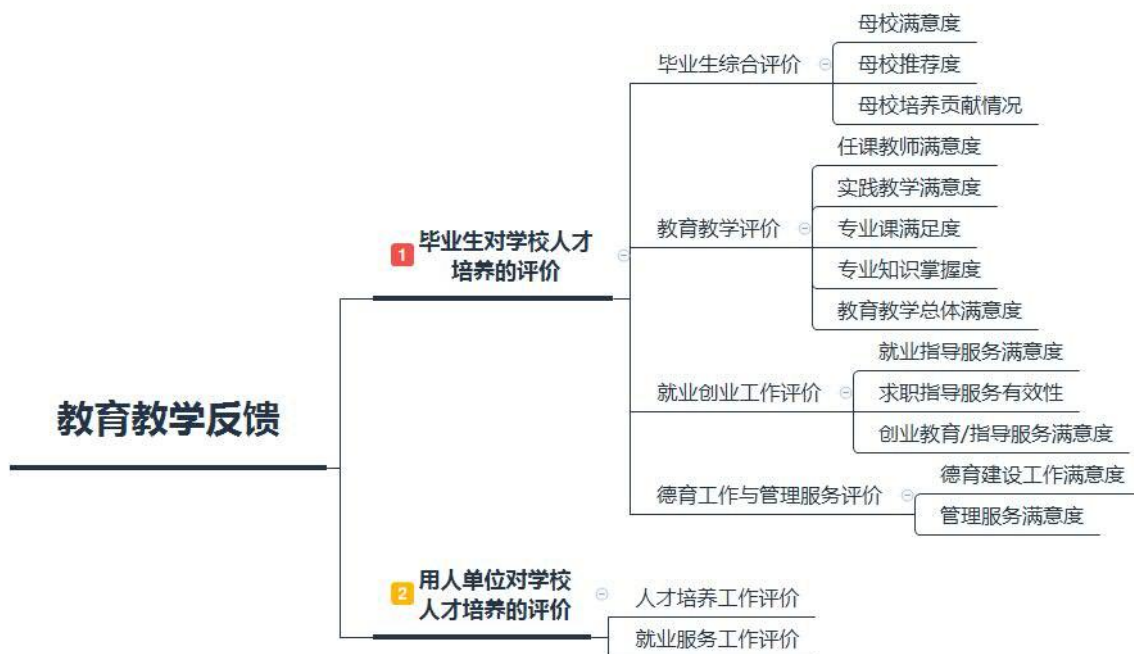 教育教学反馈
1
毕业生对学校人才
培养的评价
毕业生综合评价
母校满意度
母校推荐度
母校培养贡献情况
教育教学评价
任课教师满意度
实践教学满意度
专业课满足度
专业知识掌握度
教育教学总体满意度
就业创业工作评价
就业指导服务满意度
求职指导服务有效性
创业教育/指导服务满意度
德育工作与管理服务评价
德育建设工作满意度
管理服务满意度
2
用人单位对学校
人才培养的评价
人才培养工作评价
就业服务工作评价